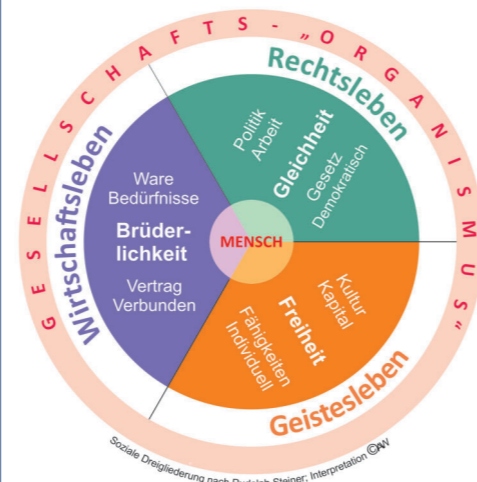 GESELLSCHAFTS-„ORGANISMUS“
Rechtsleben
Politik
Arbeit
Gleichheit
Gesetz
Demokratisch
Wirtschaftsleben
Ware
Bedürfnisse
Brüder-
lichkeit
Vertrag
Verbunden
MENSCH
Kultur
Kapital
Freiheit
Fähigkeiten
Individuell
Geistesleben
Soziale Dreigliederung nach Rudolph Steiner; Interpretation ©AW